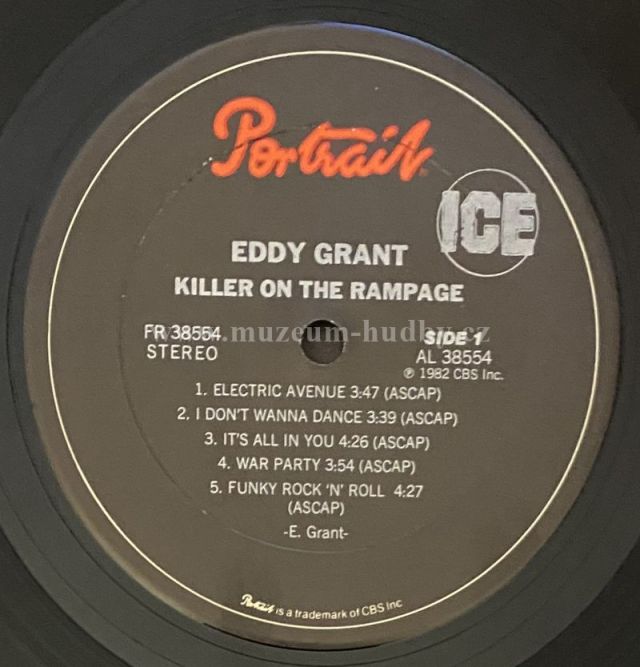 Portrait
ICE
EDDY GRANT
KILLER ON THE RAMPAGE
www.muzeum-hudby.cz
FR 38554
STEREO
SIDE 1
AL 38554
℗ 1982 CBS Inc.
1. ELECTRIC AVENUE 3:47 (ASCAP)
2. I DON'T WANNA DANCE 3:39 (ASCAP)
3. IT'S ALL IN YOU 4:26 (ASCAP)
4. WAR PARTY 3:54 (ASCAP)
5. FUNKY ROCK 'N' ROLL 4:27
(ASCAP)
-E. Grant-
Portrait is a trademark of CBS Inc